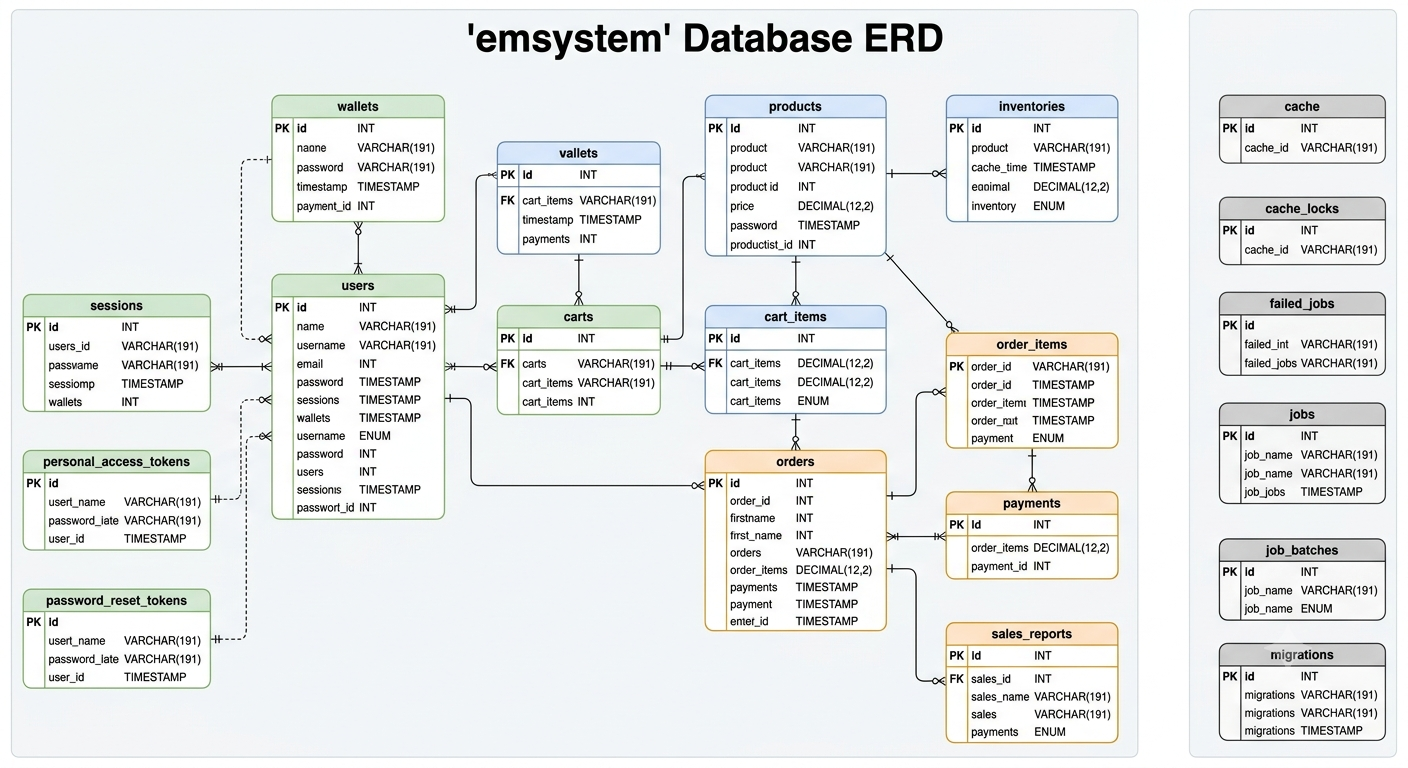 'emsystem' Database ERD
wallets
PK id INT
naone VARCHAR(191)
password VARCHAR(191)
timestamp TIMESTAMP
payment_id INT
vallets
PK Id INT
FK cart_items VARCHAR(191)
timestamp TIMESTAMP
payments INT
products
PK Id INT
product VARCHAR(191)
product VARCHAR(191)
product id INT
price DECIMAL(12,2)
password TIMESTAMP
productist_id INT
inventories
PK id INT
product VARCHAR(191)
cache_time TIMESTAMP
DECIMAL(12,2)
inventory ENUM
sessions
PK id INT
users_id VARCHAR(191)
passvame VARCHAR(191)
sessiomp TIMESTAMP
wallets INT
users
PK id INT
name VARCHAR(191)
username VARCHAR(191)
email INT
password TIMESTAMP
sessions TIMESTAMP
wallets TIMESTAMP
username ENUM
password INT
users INT
sessions TIMESTAMP
passwort_id INT
carts
PK Id INT
FK carts VARCHAR(191)
cart_items VARCHAR(191)
cart_items INT
cart_items
PK Id INT
FK cart_items DECIMAL(12,2)
cart_items DECIMAL(12,2)
cart_items ENUM
order_items
PK order_id VARCHAR(191)
order_id TIMESTAMP
TIMESTAMP
TIMESTAMP
payment ENUM
personal_access_tokens
PK id
usert_name VARCHAR(191)
password_iate VARCHAR(191)
user_id TIMESTAMP
orders
PK id INT
order_id INT
firstname INT
first_name INT
orders VARCHAR(191)
order_items DECIMAL(12,2)
payments TIMESTAMP
payment TIMESTAMP
enter_id TIMESTAMP
payments
PK Id INT
order_items DECIMAL(12,2)
payment_id INT
password_reset_tokens
PK id
usert_name VARCHAR(191)
password_late VARCHAR(191)
user_id TIMESTAMP
sales_reports
PK id INT
FK sales_id INT
sales_name VARCHAR(191)
sales VARCHAR(191)
payments ENUM
cache
PK id INT
cache_id VARCHAR(191)
cache_locks
PK id INT
cache_id VARCHAR(191)
failed_jobs
PK id
failed_int VARCHAR(191)
failed_jobs VARCHAR(191)
jobs
PK id INT
job_name VARCHAR(191)
job_name VARCHAR(191)
job_jobs TIMESTAMP
job_batches
PK Id INT
job_name VARCHAR(191)
job_name ENUM
migrations
PK id INT
migrations VARCHAR(191)
migrations VARCHAR(191)
migrations TIMESTAMP